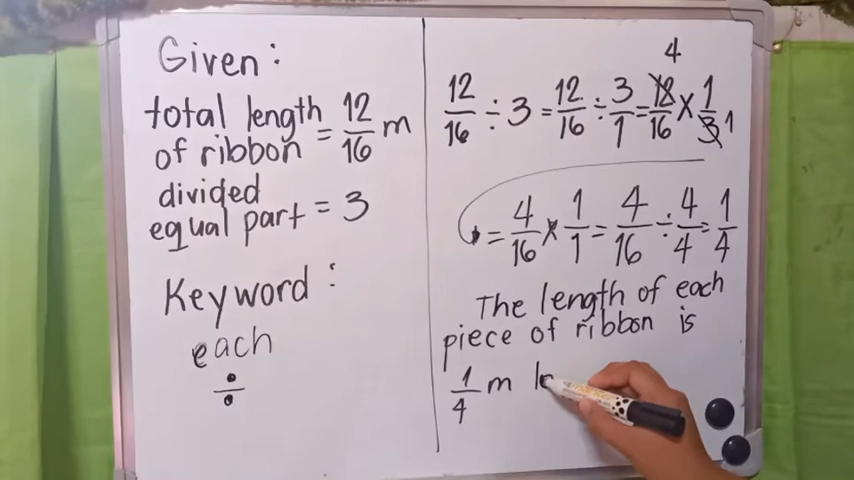 Given:
total length of ribbon = 12/16 m
divided equal part = 3
Keyword:
each
÷
4
12/16 ÷ 3 = 12/16 ÷ 3/1 = 12/16 × 1/3 1
= 4/16 × 1/1 = 4/16 ÷ 4/4 = 1/4
The length of each
piece of ribbon is
1/4 m